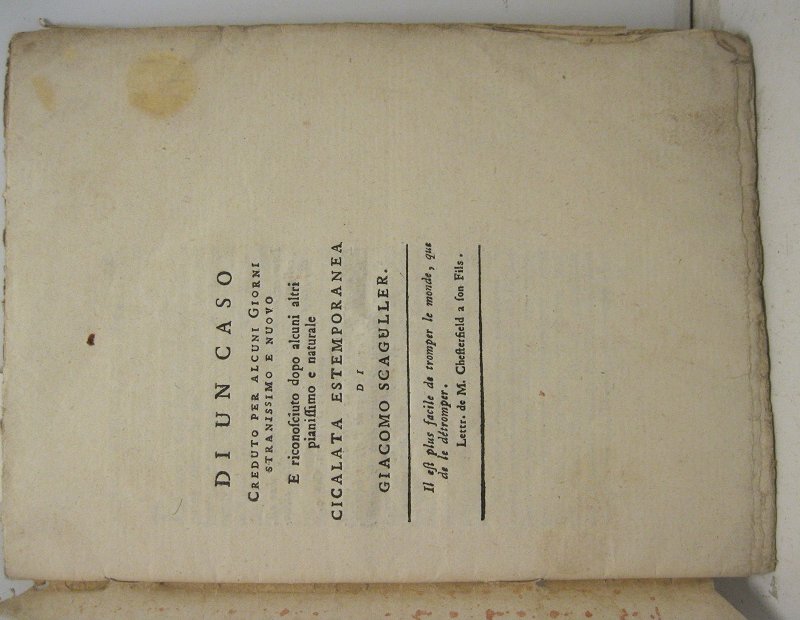 DI UN CASO
CREDUTO PER ALCUNI GIORNI
STRANISSIMO E NUOVO
E riconoſciuto dopo alcuni altri
pianiſſimo e naturale
CICALATA ESTEMPORANEA
DI
GIACOMO SCAGULLER.
Il eſt plus facile de tromper le monde, que
de le détromper.
Lettr. de M. Cheſterfield a ſon Fils.